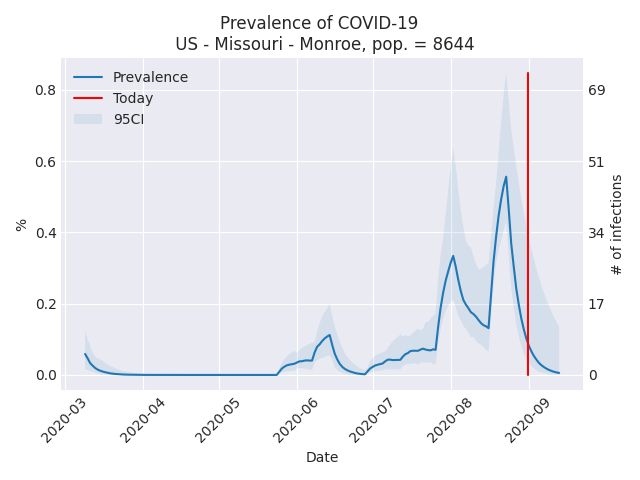 Prevalence of COVID-19
US - Missouri - Monroe, pop. = 8644
Prevalence
Today
95CI
0.8
0.6
0.4
0.2
0.0
%
69
51
34
17
0
# of infections
2020-03
2020-04
2020-05
2020-06
2020-07
2020-08
2020-09
Date